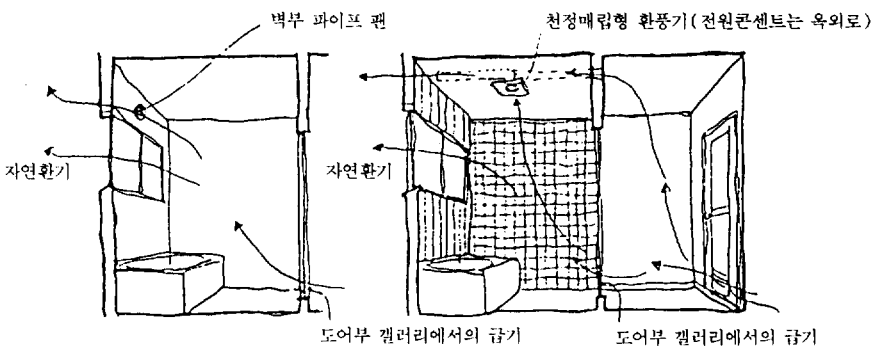 벽부 파이프 팬
천정매립형 환풍기(전원콘센트는 옥외로)
자연환기
자연환기
도어부 갤러리에서의 급기
도어부 갤러리에서의 급기